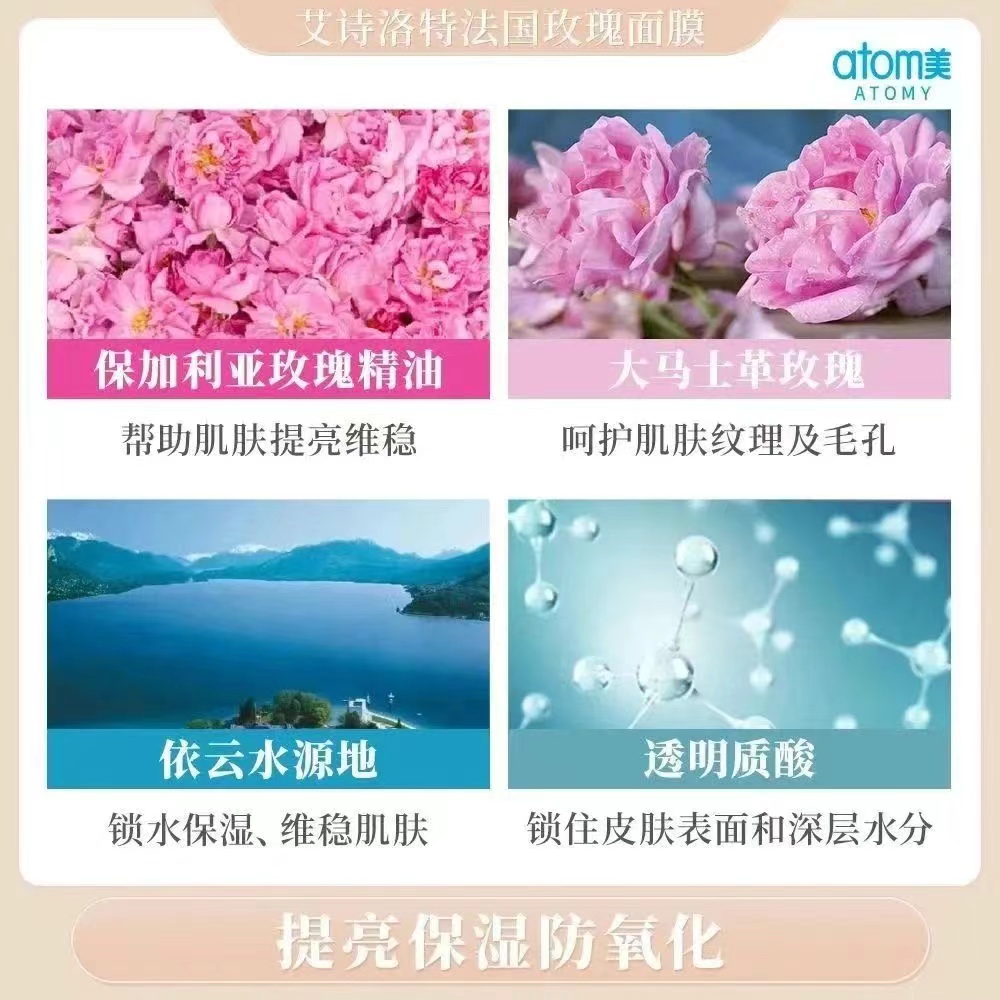 艾诗洛特法国玫瑰面膜
atom美
ATOMY
保加利亚玫瑰精油
帮助肌肤提亮维稳
大马士革玫瑰
呵护肌肤纹理及毛孔
依云水源地
锁水保湿、维稳肌肤
透明质酸
锁住皮肤表面和深层水分
提亮保湿防氧化